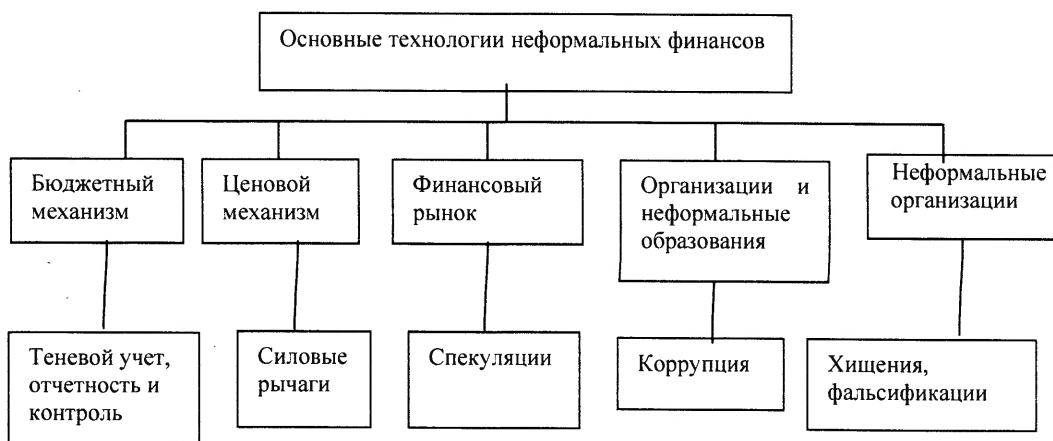 Основные технологии неформальных финансов
Бюджетный
механизм
Ценовой
механизм
Финансовый
рынок
Организации и
неформальные
образования
Неформальные
организации
Теневой учет,
отчетность и
контроль
Силовые
рычаги
Спекуляции
Коррупция
Хищения,
фальсификации